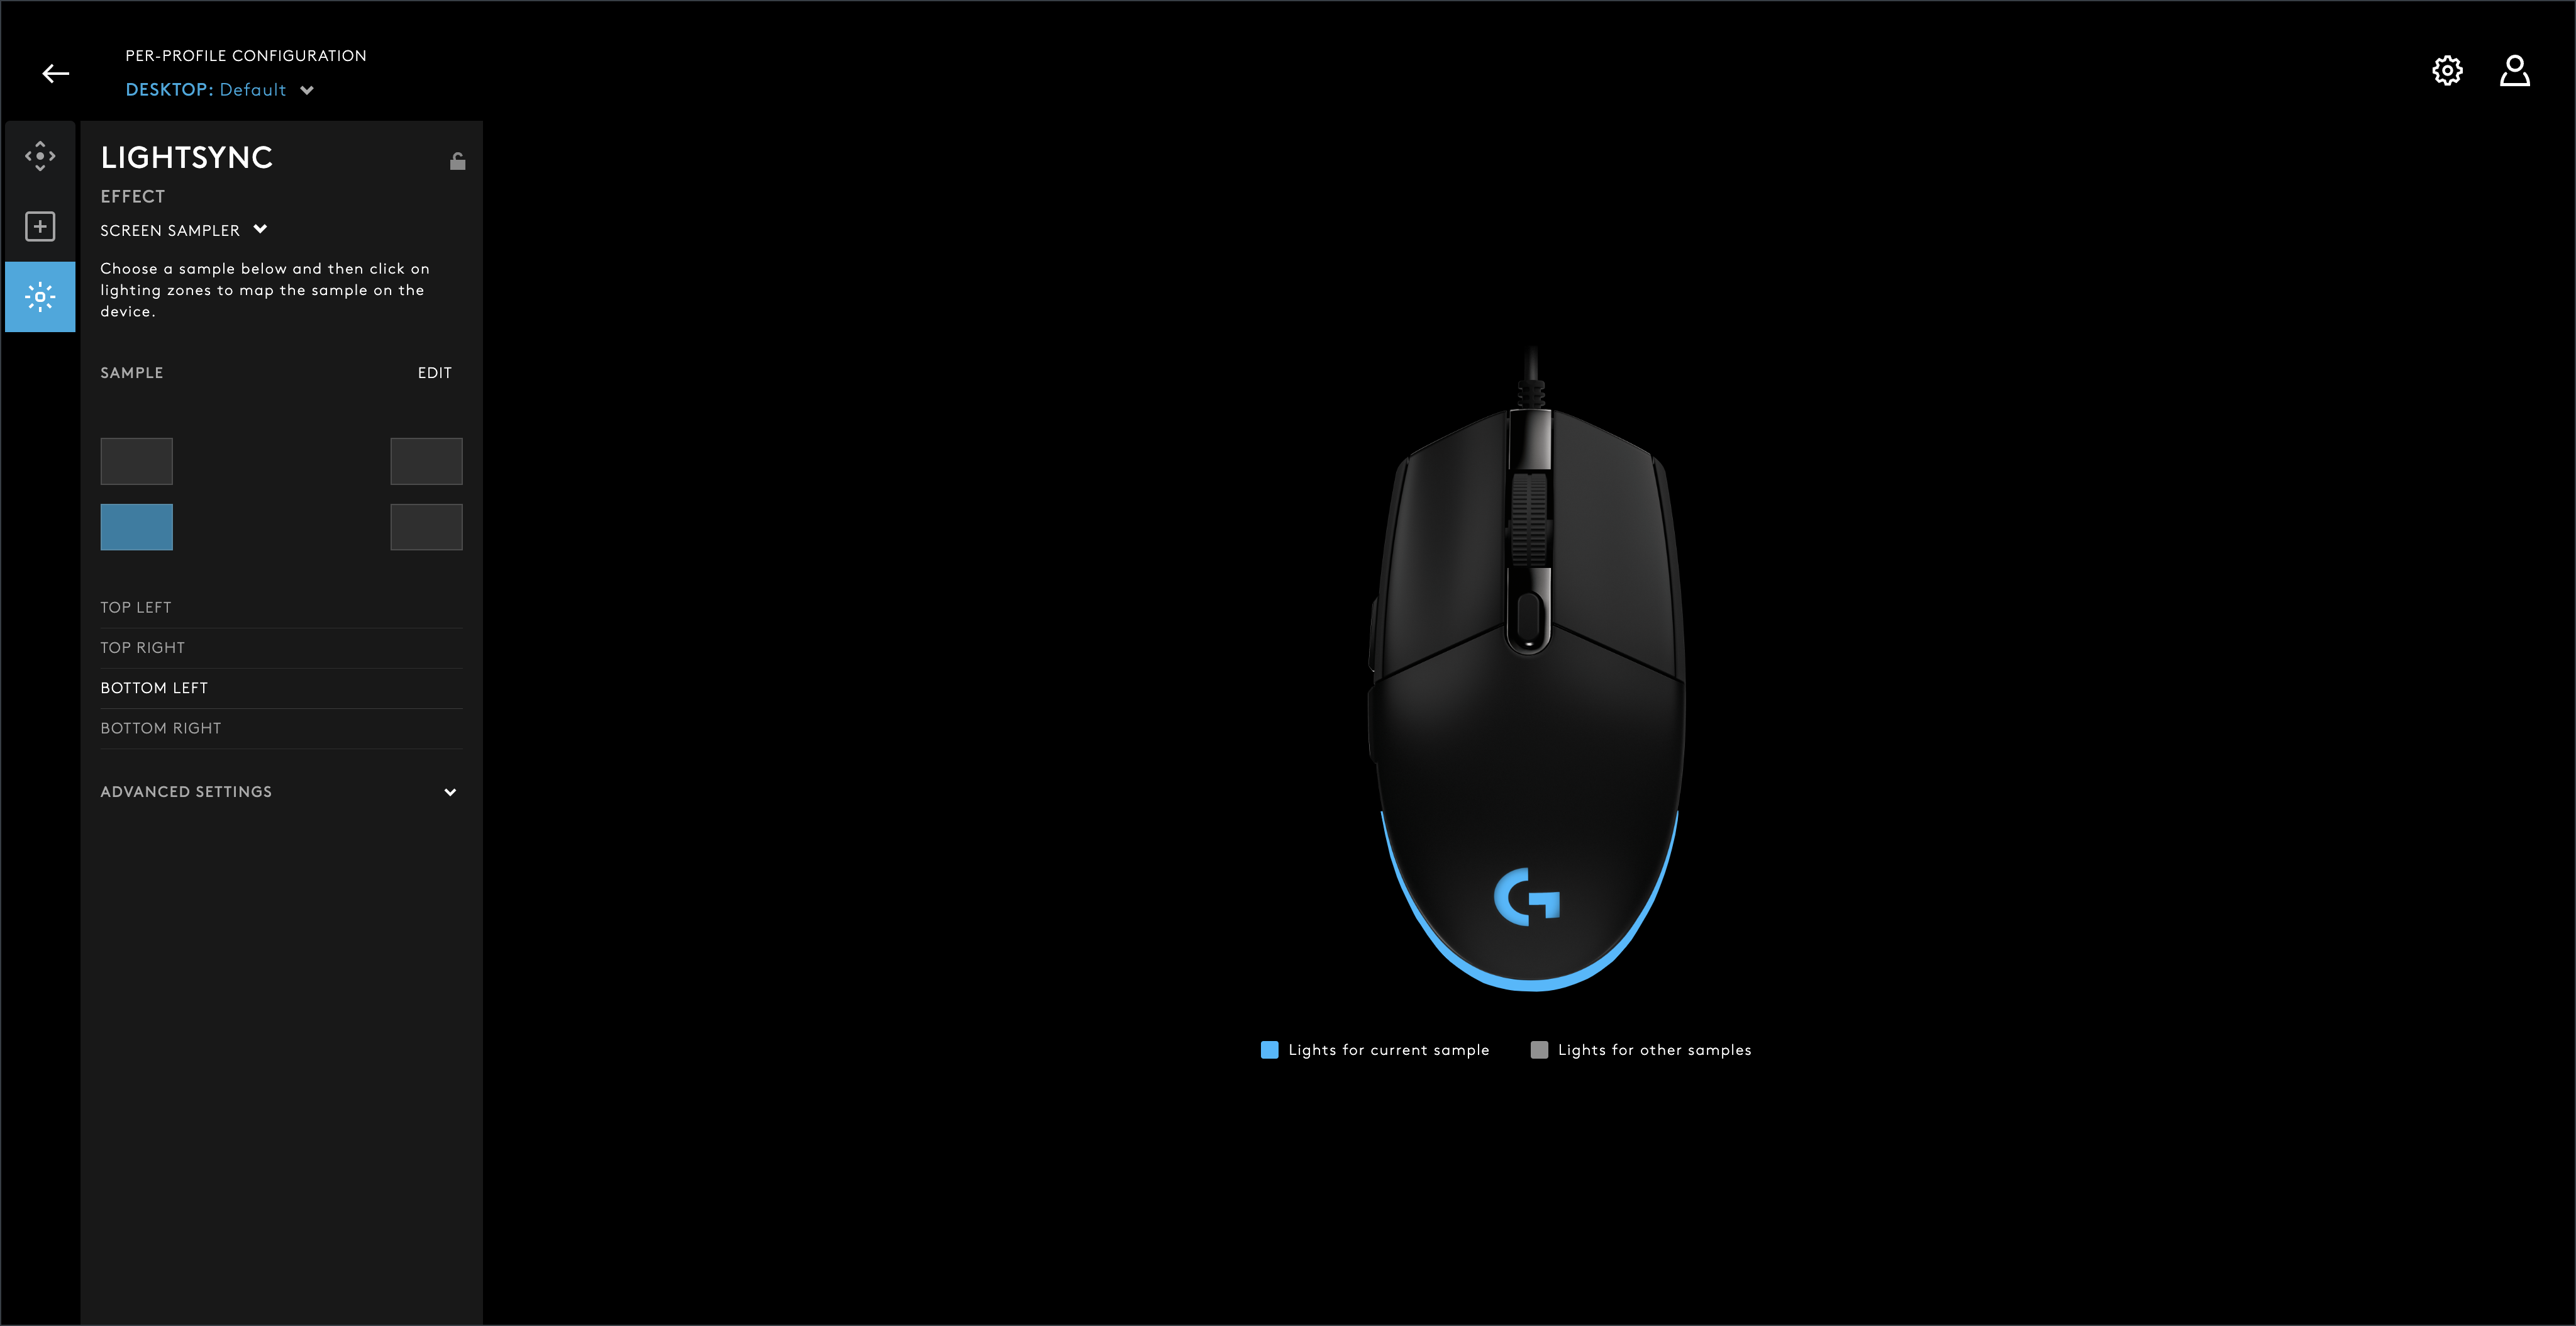 PER-PROFILE CONFIGURATION
DESKTOP: Default
LIGHTSYNC
EFFECT
SCREEN SAMPLER
Choose a sample below and then click on
lighting zones to map the sample on the
device.
SAMPLE EDIT
TOP LEFT
TOP RIGHT
BOTTOM LEFT
BOTTOM RIGHT
ADVANCED SETTINGS
G
Lights for current sample Lights for other samples